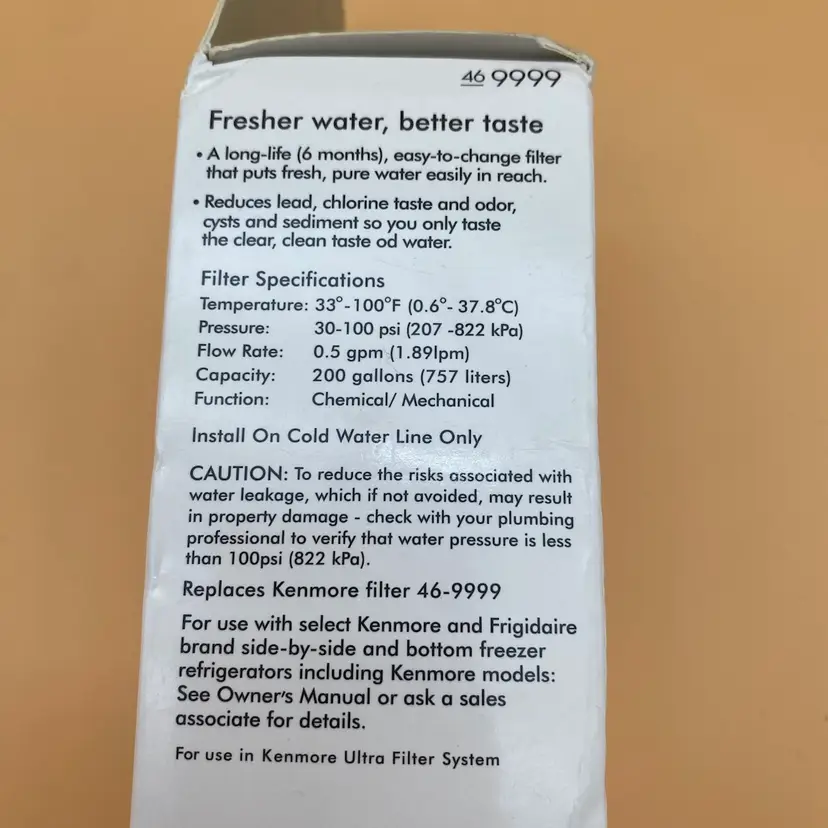 46 9999
Fresher water, better taste
• A long-life (6 months), easy-to-change filter
that puts fresh, pure water easily in reach.
• Reduces lead, chlorine taste and odor,
cysts and sediment so you only taste
the clear, clean taste od water.
Filter Specifications
Temperature: 33°-100°F (0.6°- 37.8°C)
Pressure: 30-100 psi (207 -822 kPa)
Flow Rate: 0.5 gpm (1.89lpm)
Capacity: 200 gallons (757 liters)
Function: Chemical/ Mechanical
Install On Cold Water Line Only
CAUTION: To reduce the risks associated with
water leakage, which if not avoided, may result
in property damage - check with your plumbing
professional to verify that water pressure is less
than 100psi (822 kPa).
Replaces Kenmore filter 46-9999
For use with select Kenmore and Frigidaire
brand side-by-side and bottom freezer
refrigerators including Kenmore models:
See Owner's Manual or ask a sales
associate for details.
For use in Kenmore Ultra Filter System